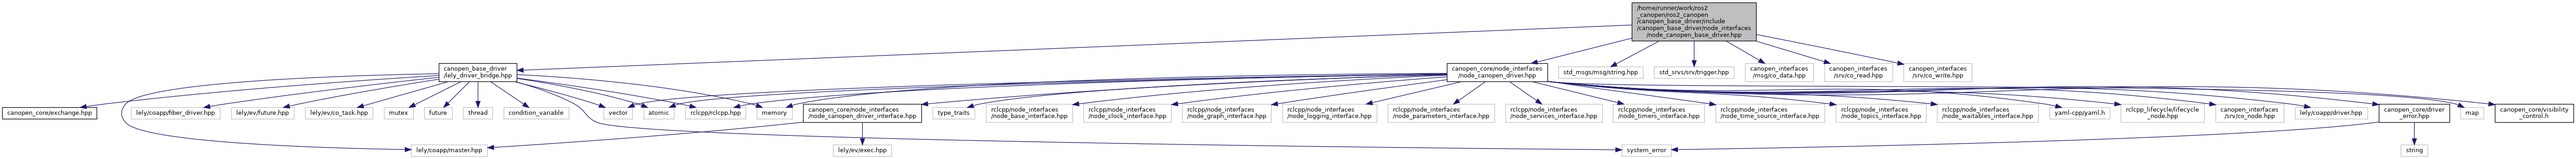 /home/runner/work/ros2
_canopen/ros2_canopen
/canopen_base_driver/include
/canopen_base_driver/node_interfaces
/node_canopen_base_driver.hpp
canopen_base_driver
/lely_driver_bridge.hpp
canopen_core/node_interfaces
/node_canopen_driver.hpp
std_msgs/msg/string.hpp
std_srvs/srv/trigger.hpp
canopen_interfaces
/msg/co_data.hpp
canopen_interfaces
/srv/co_read.hpp
canopen_interfaces
/srv/co_write.hpp
canopen_core/exchange.hpp
lely/coapp/fiber_driver.hpp
lely/ev/future.hpp
lely/ev/co_task.hpp
mutex
future
thread
condition_variable
vector
atomic
rclcpp/rclcpp.hpp
memory
canopen_core/node_interfaces
/node_canopen_driver_interface.hpp
type_traits
rclcpp/node_interfaces
/node_base_interface.hpp
rclcpp/node_interfaces
/node_clock_interface.hpp
rclcpp/node_interfaces
/node_graph_interface.hpp
rclcpp/node_interfaces
/node_logging_interface.hpp
rclcpp/node_interfaces
/node_parameters_interface.hpp
rclcpp/node_interfaces
/node_services_interface.hpp
rclcpp/node_interfaces
/node_timers_interface.hpp
rclcpp/node_interfaces
/node_time_source_interface.hpp
rclcpp/node_interfaces
/node_topics_interface.hpp
rclcpp/node_interfaces
/node_waitables_interface.hpp
yaml-cpp/yaml.h
rclcpp_lifecycle/lifecycle
_node.hpp
canopen_interfaces
/srv/co_node.hpp
lely/coapp/driver.hpp
canopen_core/driver
_error.hpp
map
canopen_core/visibility
_control.h
lely/coapp/master.hpp
lely/ev/exec.hpp
system_error
string